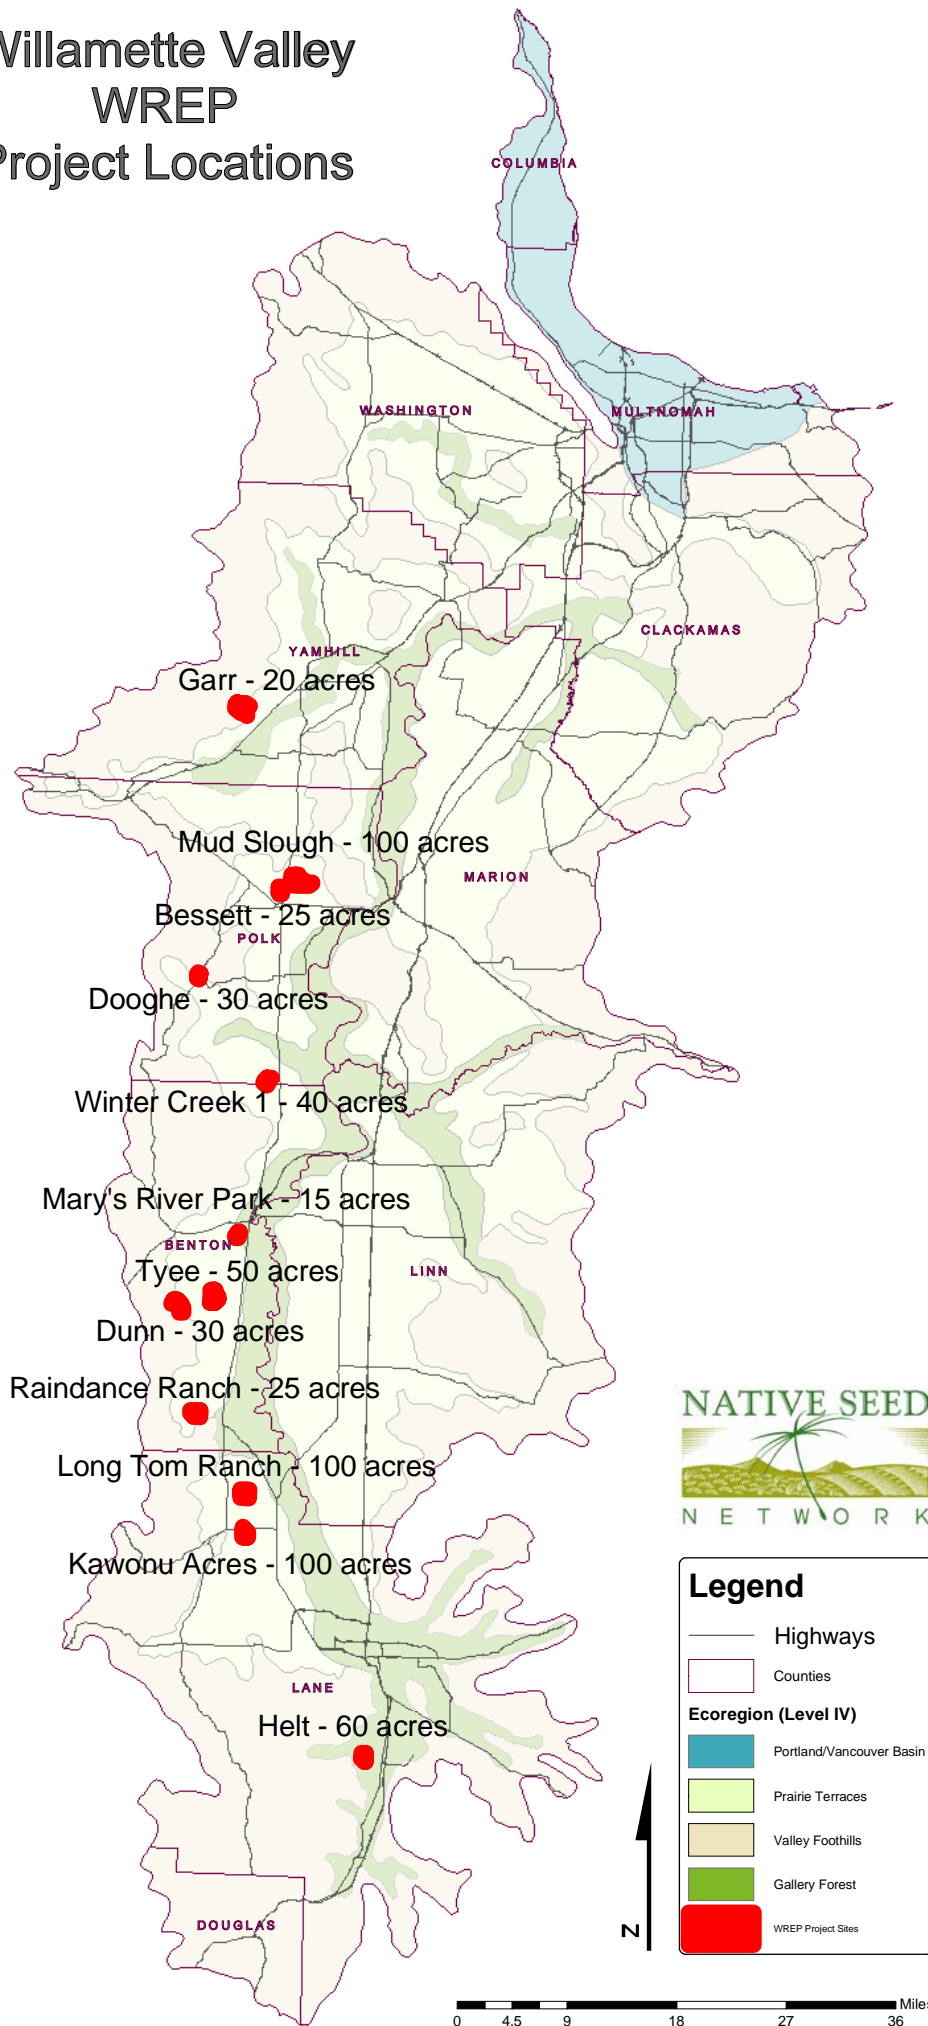 Willamette Valley
WREP
Project Locations
COLUMBIA
WASHINGTON
MULTNOMAH
CLACKAMAS
YAMHILL
Garr - 20 acres
Mud Slough - 100 acres
MARION
Bessett - 25 acres
POLK
Dooghe - 30 acres
Winter Creek 1 - 40 acres
Mary's River Park - 15 acres
BENTON
Tyee - 50 acres
LINN
Dunn - 30 acres
Raindance Ranch - 25 acres
Long Tom Ranch - 100 acres
Kawonu Acres - 100 acres
LANE
Helt - 60 acres
DOUGLAS
NATIVE SEED
NETWORK
Legend
Highways
Counties
Ecoregion (Level IV)
Portland/Vancouver Basin
Prairie Terraces
Valley Foothills
Gallery Forest
WREP Project Sites
N
Miles
0 4.5 9 18 27 36